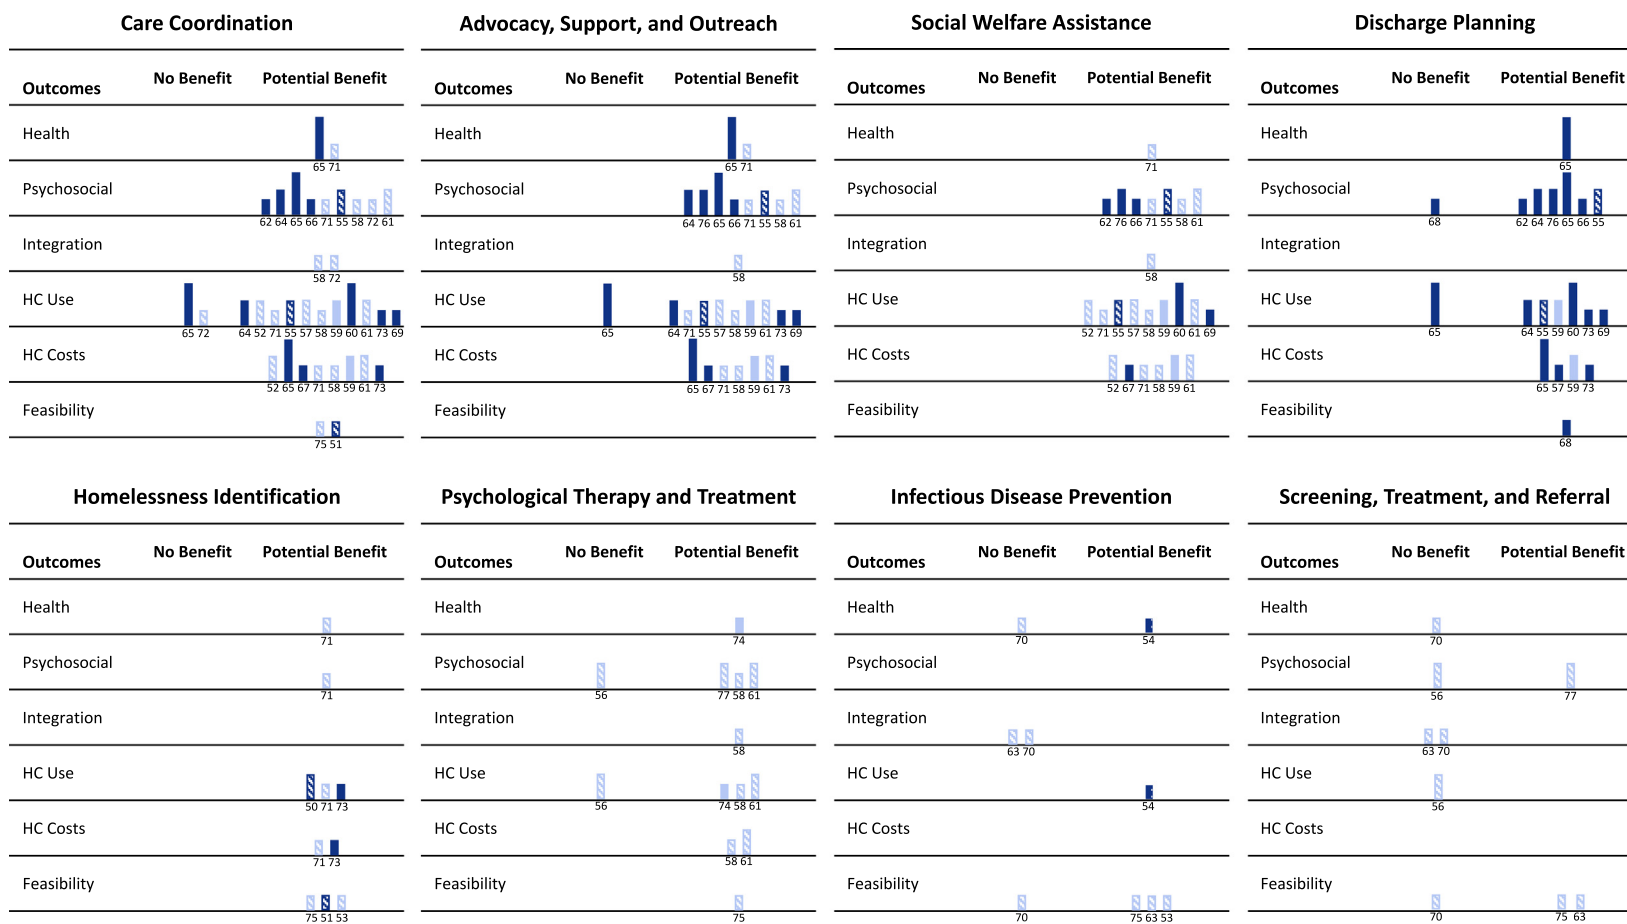 Care Coordination
Outcomes No Benefit Potential Benefit
Health
65 71
Psychosocial
62 64 65 66 71 55 58 72 61
Integration
58 72
HC Use
65 72 64 52 71 55 57 58 59 60 61 73 69
HC Costs
52 65 67 71 58 59 61 73
Feasibility
75 51
Advocacy, Support, and Outreach
Outcomes No Benefit Potential Benefit
Health
65 71
Psychosocial
64 76 65 66 71 55 58 61
Integration
58
HC Use
65 64 71 55 57 58 59 61 73 69
HC Costs
65 67 71 58 59 61 73
Feasibility
Social Welfare Assistance
Outcomes No Benefit Potential Benefit
Health
71
Psychosocial
62 76 66 71 55 58 61
Integration
58
HC Use
52 71 55 57 58 59 60 61 69
HC Costs
52 67 71 58 59 61
Feasibility
Discharge Planning
Outcomes No Benefit Potential Benefit
Health
65
Psychosocial
68 62 64 76 65 66 55
Integration
HC Use
65 64 55 59 60 73 69
HC Costs
65 57 59 73
Feasibility
68
Homelessness Identification
Outcomes No Benefit Potential Benefit
Health
71
Psychosocial
71
Integration
HC Use
50 71 73
HC Costs
71 73
Feasibility
75 51 53
Psychological Therapy and Treatment
Outcomes No Benefit Potential Benefit
Health
74
Psychosocial
56 77 58 61
Integration
58
HC Use
56 74 58 61
HC Costs
58 61
Feasibility
75
Infectious Disease Prevention
Outcomes No Benefit Potential Benefit
Health
70 54
Psychosocial
Integration
63 70
HC Use
54
HC Costs
Feasibility
70 75 63 53
Screening, Treatment, and Referral
Outcomes No Benefit Potential Benefit
Health
70
Psychosocial
56 77
Integration
63 70
HC Use
56
HC Costs
Feasibility
70 75 63